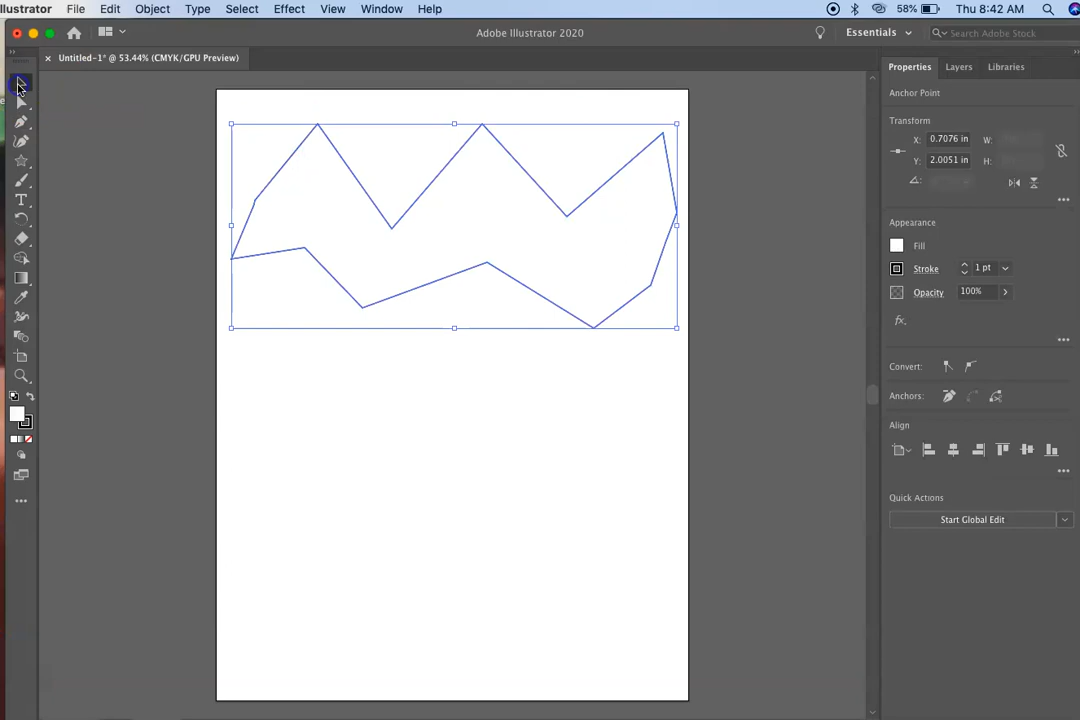 Illustrator File Edit Object Type Select Effect View Window Help 58% Thu 8:42 AM
Adobe Illustrator 2020 Essentials Search Adobe Stock
× Untitled-1* @ 53.44% (CMYK/GPU Preview)
Properties Layers Libraries
Anchor Point
Transform
X: 0.7076 in W:
Y: 2.0051 in H:
Appearance
Fill
Stroke 1 pt
Opacity 100%
fx.
Convert:
Anchors:
Align
Quick Actions
Start Global Edit